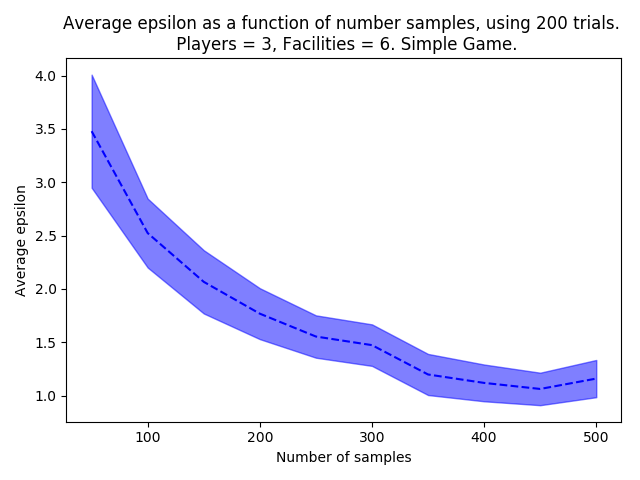 Average epsilon as a function of number samples, using 200 trials.
Players = 3, Facilities = 6. Simple Game.
4.0
3.5
3.0
2.5
2.0
1.5
1.0
Average epsilon
100 200 300 400 500
Number of samples